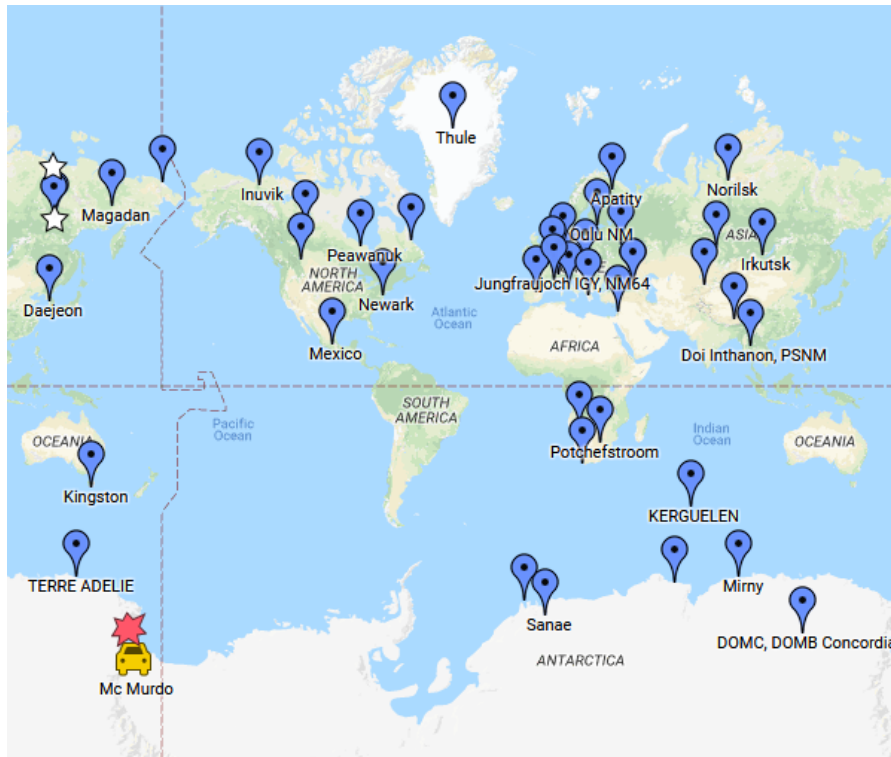 Thule
Inuvik
Apatity
Norilsk
Magadan
Peawanuk
Oulu NM
ASIA
Irkutsk
NORTH
AMERICA
Jungfraujoch IGY, NM64
Daejeon
Newark
Atlantic
Ocean
Mexico
AFRICA
Doi Inthanon, PSNM
SOUTH
AMERICA
Pacific
Ocean
Indian
Ocean
OCEANIA
OCEANIA
Potchefstroom
Kingston
KERGUELEN
TERRE ADELIE
Mirny
Sanae
DOMC, DOMB Concordia
ANTARCTICA
Mc Murdo